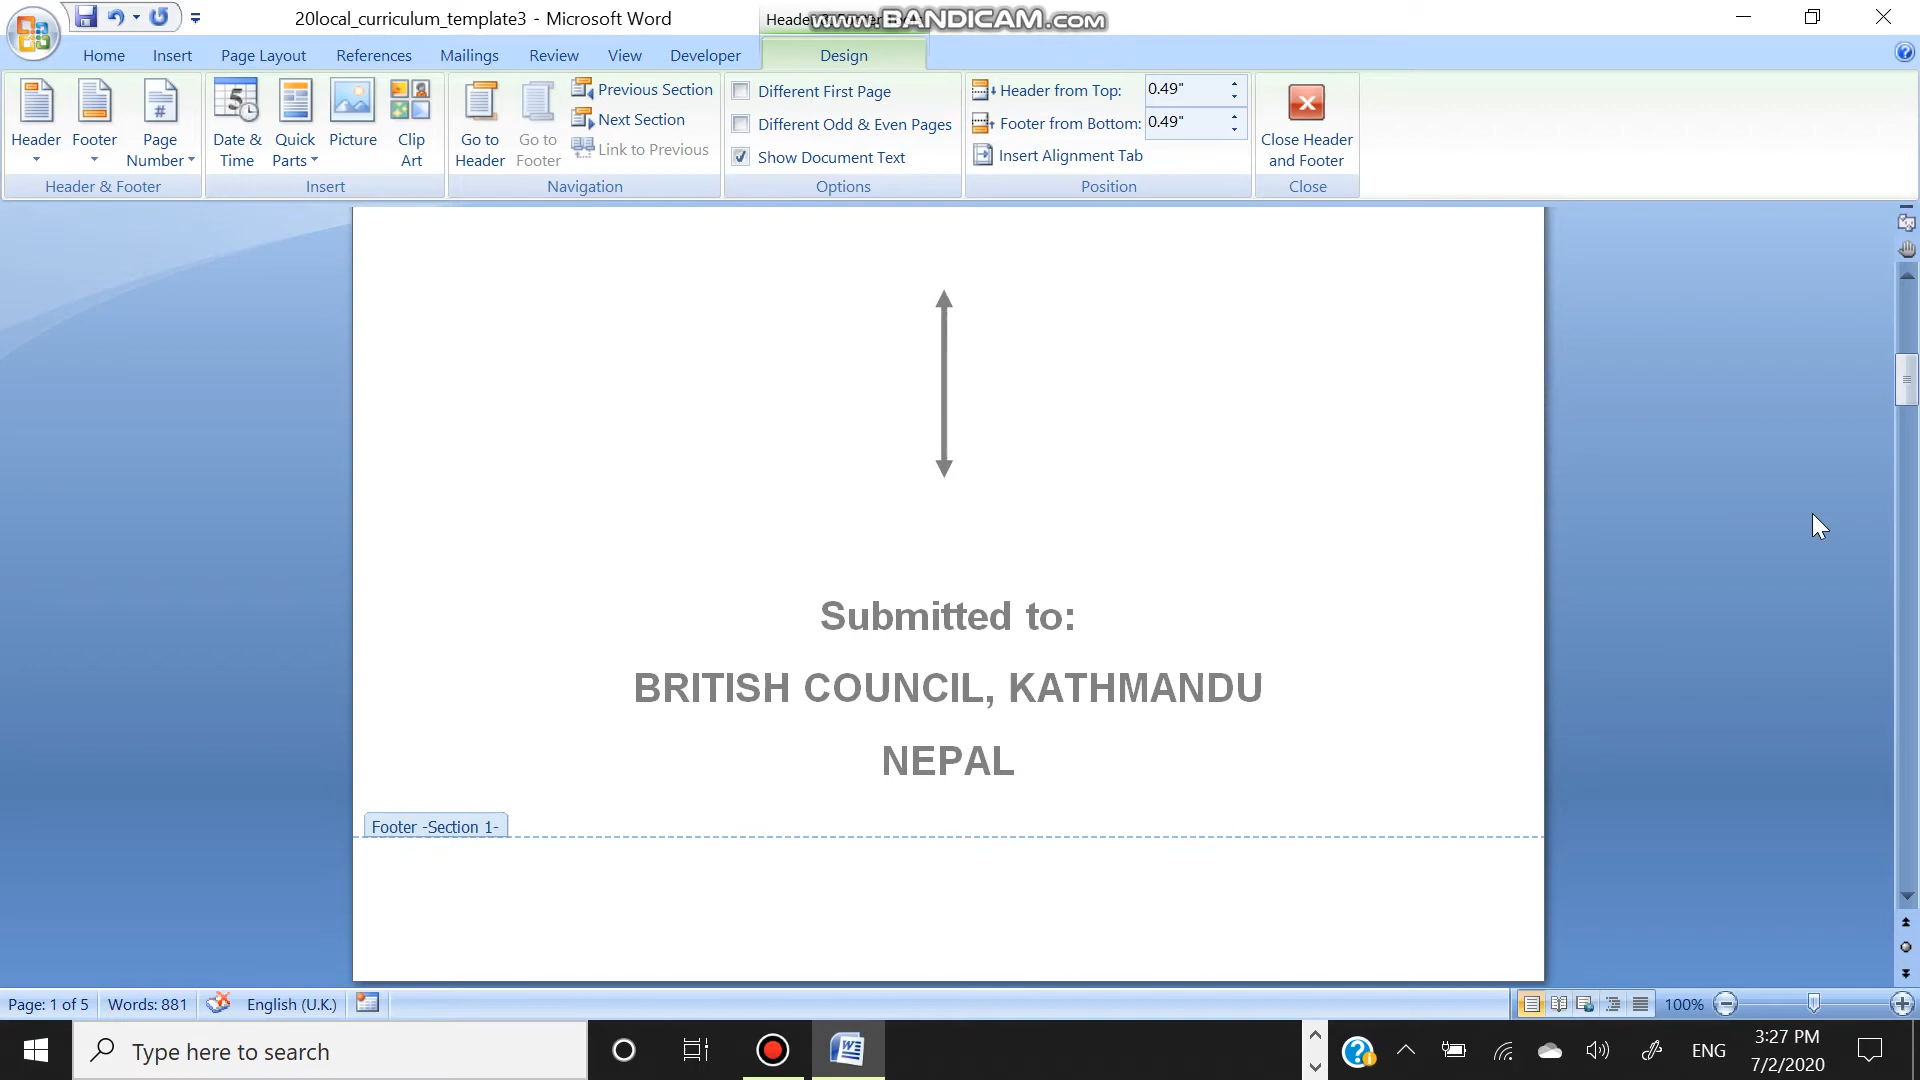 20local_curriculum_template3 - Microsoft Word
www.BANDICAM.com
Home Insert Page Layout References Mailings Review View Developer Design
Header
Footer
Page Number
Header & Footer
Date & Time
Quick Parts
Picture
Clip Art
Insert
Go to Header
Go to Footer
Previous Section
Next Section
Link to Previous
Navigation
Different First Page
Different Odd & Even Pages
Show Document Text
Options
Header from Top: 0.49"
Footer from Bottom: 0.49"
Insert Alignment Tab
Position
Close Header and Footer
Close
Submitted to:
BRITISH COUNCIL, KATHMANDU
NEPAL
Footer -Section 1-
Page: 1 of 5 Words: 881 English (U.K.) 100%
Type here to search
ENG
3:27 PM
7/2/2020